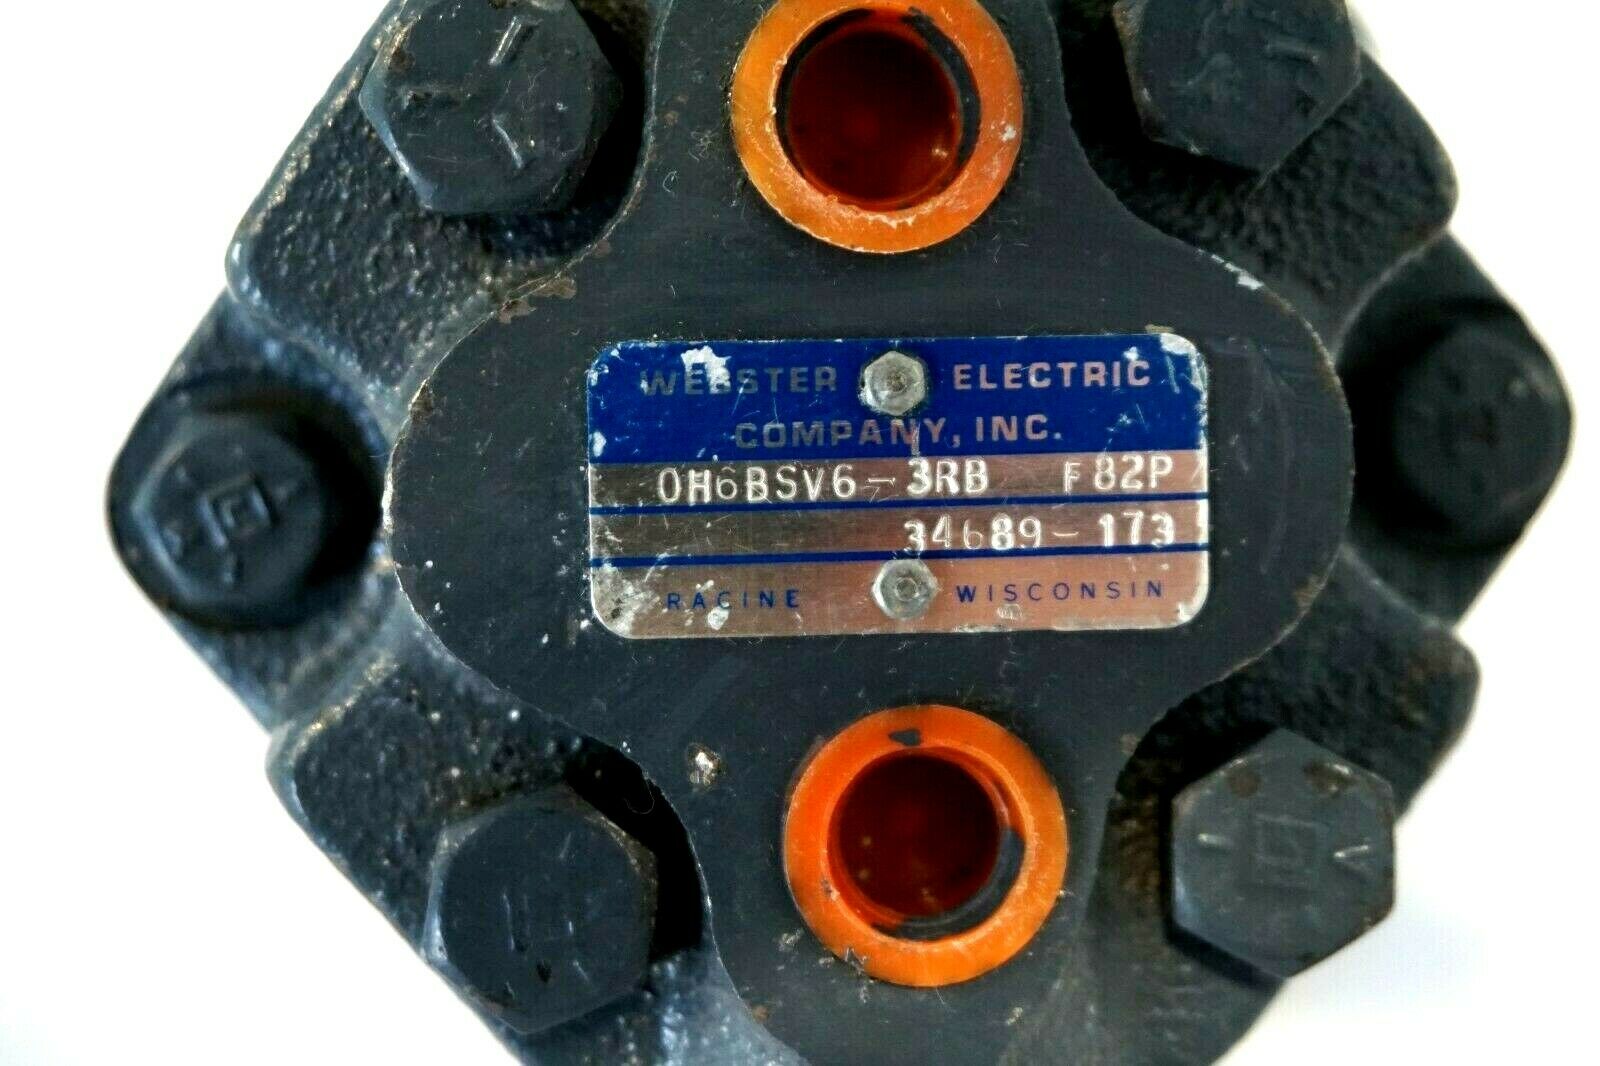 WEBSTER ELECTRIC
COMPANY, INC.
OH6BSV6-3RB F82P
34689-173
RACINE WISCONSIN